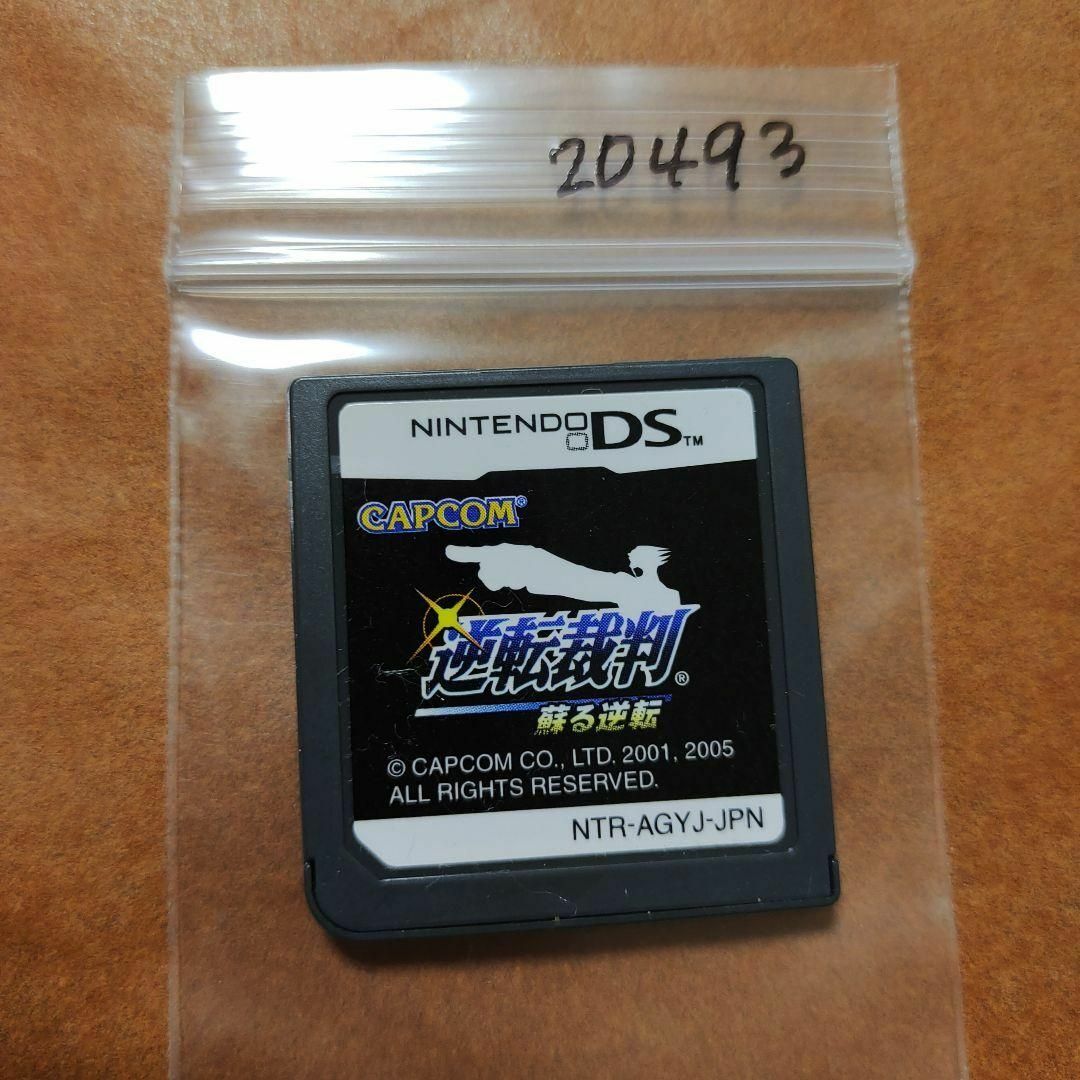 20493
NINTENDO DS™
CAPCOM®
逆転裁判®
蘇る逆転
© CAPCOM CO., LTD. 2001, 2005
ALL RIGHTS RESERVED.
NTR-AGYJ-JPN